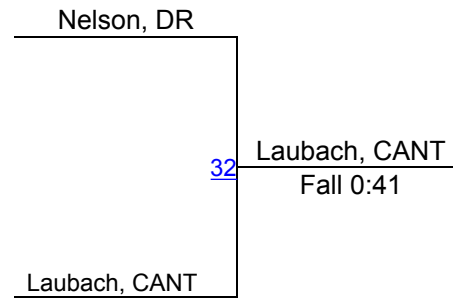 Nelson, DR
32
Laubach, CANT
Fall 0:41
Laubach, CANT